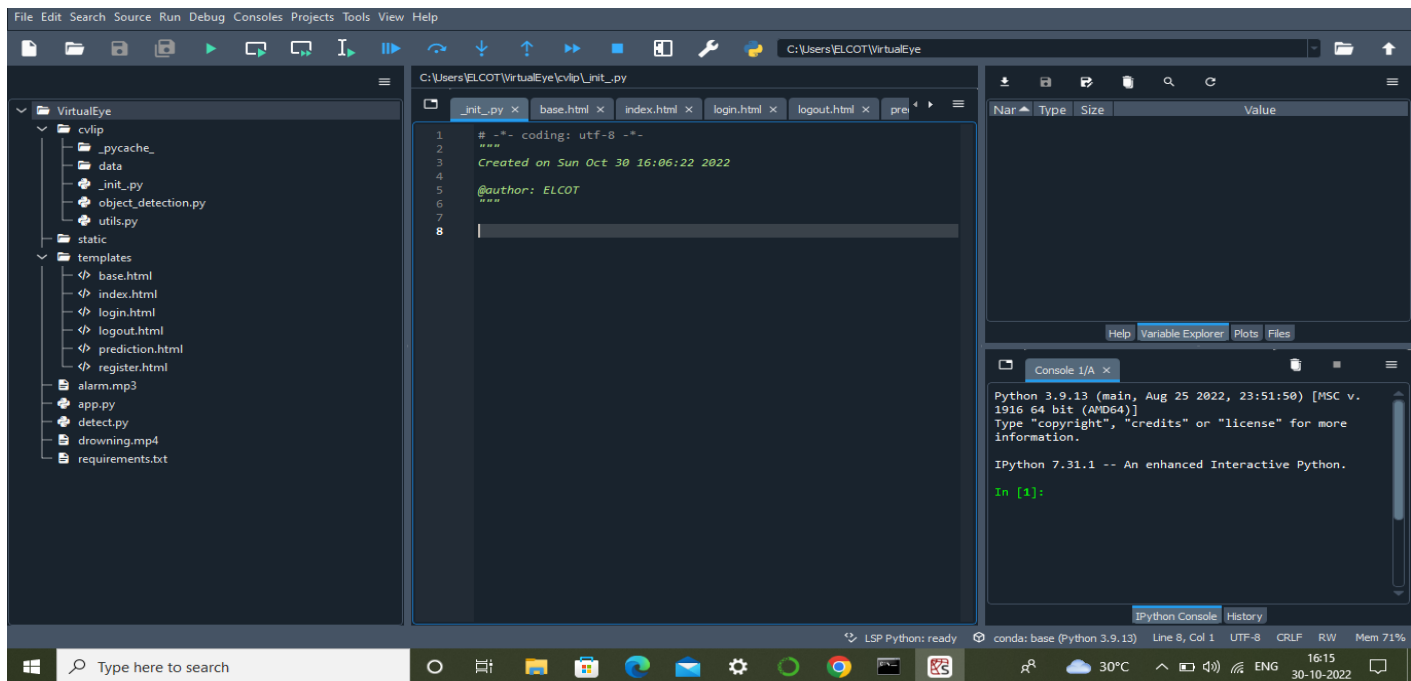 File Edit Search Source Run Debug Consoles Projects Tools View Help
C:\Users\ELCOT\VirtualEye
C:\Users\ELCOT\VirtualEye\cvlip\_init_.py
_init_.py
base.html
index.html
login.html
logout.html
pre
VirtualEye
cvlip
_pycache_
data
_init_.py
object_detection.py
utils.py
static
templates
base.html
index.html
login.html
logout.html
prediction.html
register.html
alarm.mp3
app.py
detect.py
drowning.mp4
requirements.txt
1 # -*- coding: utf-8 -*-
2 """
3 Created on Sun Oct 30 16:06:22 2022
4
5 @author: ELCOT
6 """
7
8
Nar Type Size Value
Help Variable Explorer Plots Files
Console 1/A
Python 3.9.13 (main, Aug 25 2022, 23:51:50) [MSC v.
1916 64 bit (AMD64)]
Type "copyright", "credits" or "license" for more
information.
IPython 7.31.1 -- An enhanced Interactive Python.
In [1]:
IPython Console History
LSP Python: ready conda: base (Python 3.9.13) Line 8, Col 1 UTF-8 CRLF RW Mem 71%
Type here to search
30°C
ENG
16:15
30-10-2022